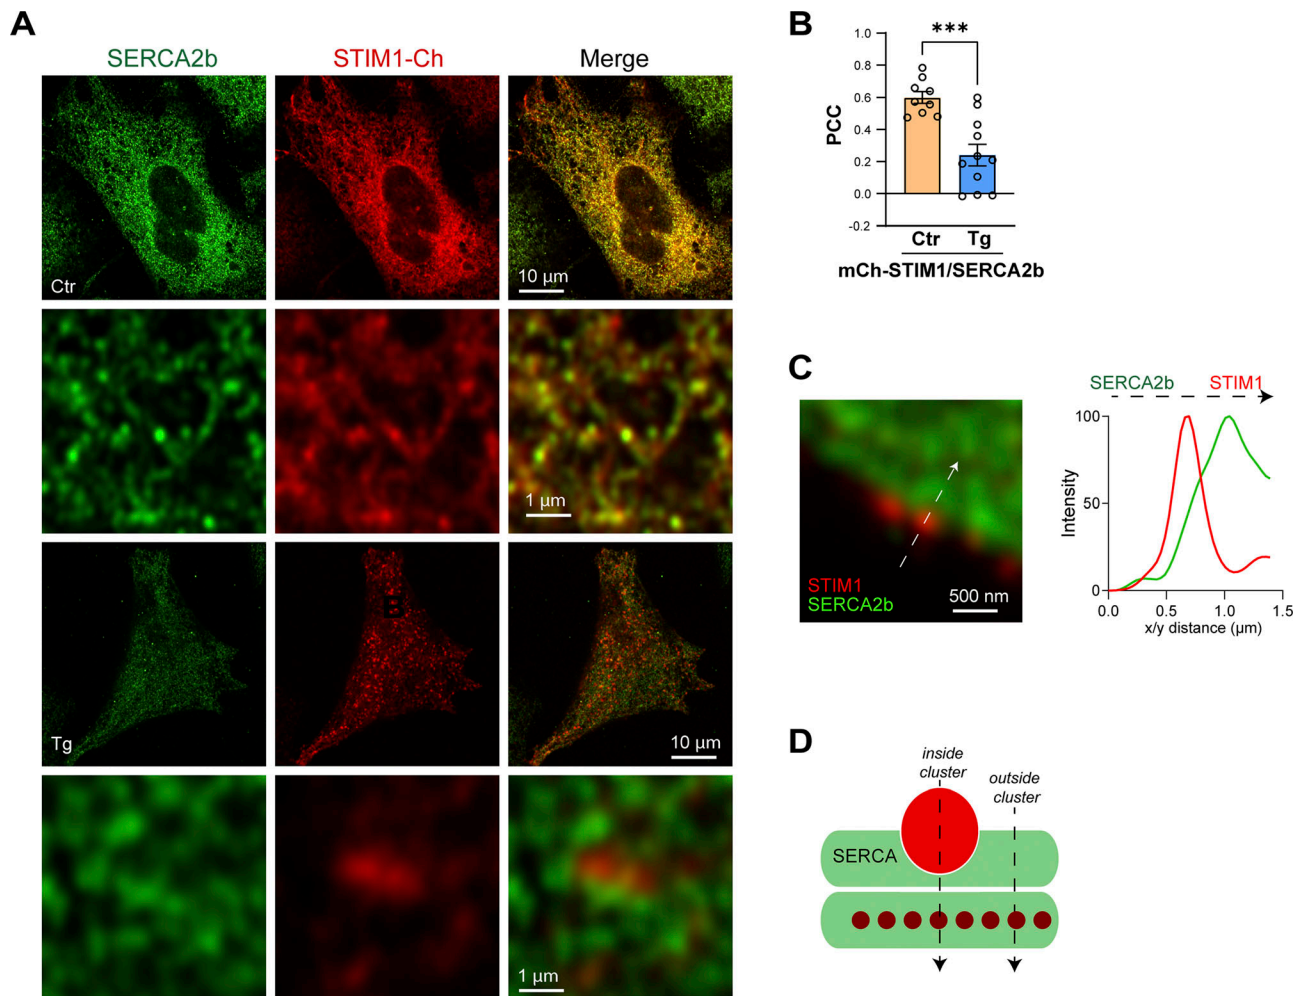 A
SERCA2b
STIM1-Ch
Merge
Ctr
10 µm
1 µm
Tg
10 µm
1 µm
B
***
1.0
0.8
0.6
0.4
0.2
0.0
-0.2
PCC
Ctr
Tg
mCh-STIM1/SERCA2b
C
STIM1
SERCA2b
500 nm
SERCA2b
STIM1
100
50
0
Intensity
0.0
0.5
1.0
1.5
x/y distance (µm)
D
inside
cluster
outside
cluster
SERCA